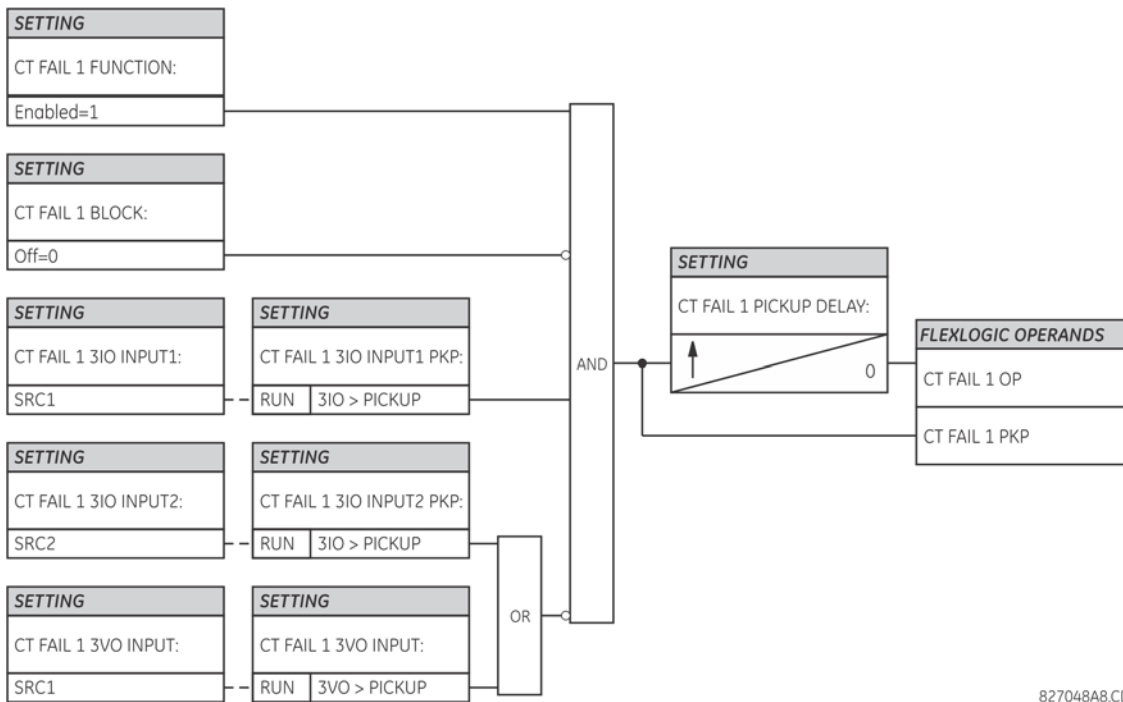 SETTING
CT FAIL 1 FUNCTION:
Enabled=1
SETTING
CT FAIL 1 BLOCK:
Off=0
SETTING
CT FAIL 1 3IO INPUT1:
SRC1
SETTING
CT FAIL 1 3IO INPUT1 PKP:
RUN 3IO > PICKUP
SETTING
CT FAIL 1 3IO INPUT2:
SRC2
SETTING
CT FAIL 1 3IO INPUT2 PKP:
RUN 3IO > PICKUP
SETTING
CT FAIL 1 3VO INPUT:
SRC1
SETTING
CT FAIL 1 3VO INPUT:
RUN 3VO > PICKUP
OR
AND
SETTING
CT FAIL 1 PICKUP DELAY:
0
FLEXLOGIC OPERANDS
CT FAIL 1 OP
CT FAIL 1 PKP